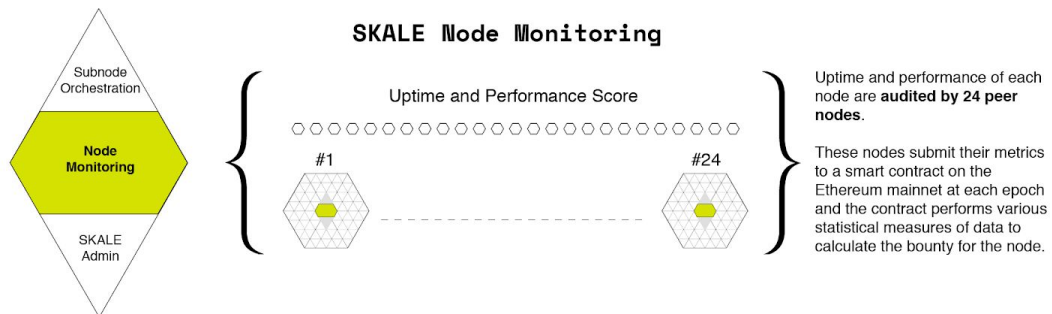 SKALE Node Monitoring
Subnode
Orchestration
Node
Monitoring
SKALE
Admin
Uptime and Performance Score
#1
#24
Uptime and performance of each
node are audited by 24 peer
nodes.
These nodes submit their metrics
to a smart contract on the
Ethereum mainnet at each epoch
and the contract performs various
statistical measures of data to
calculate the bounty for the node.